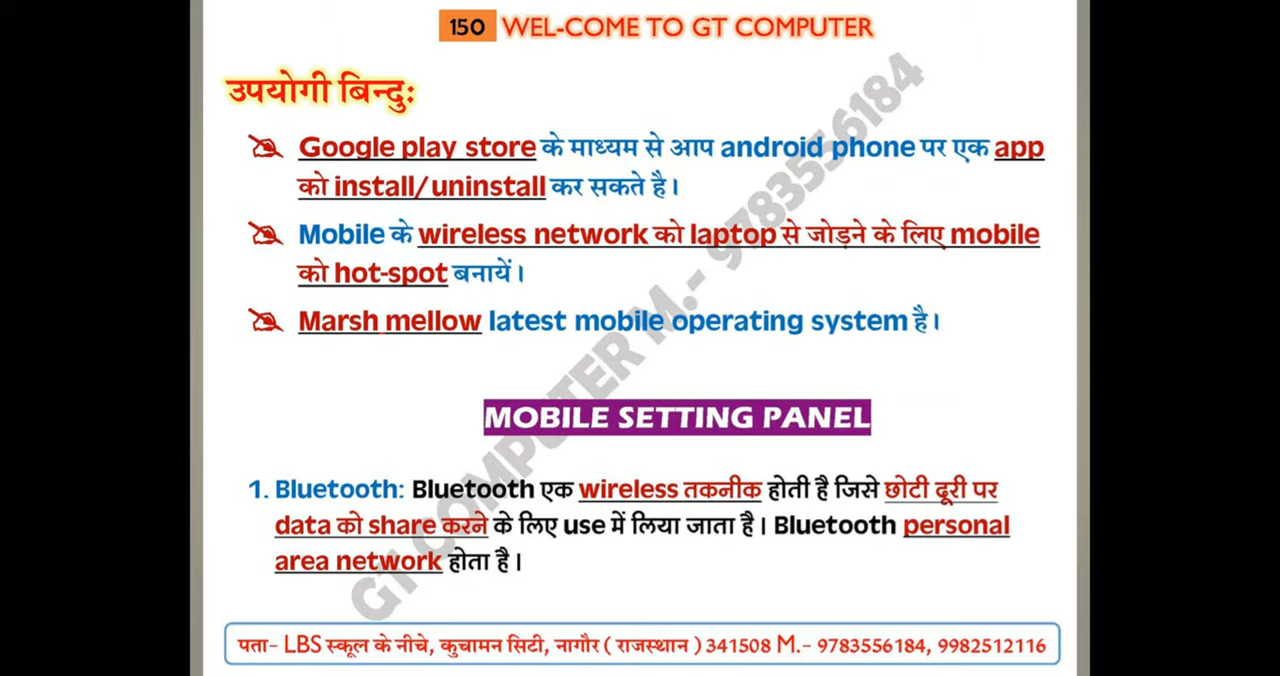 150 WEL-COME TO GT COMPUTER
उपयोगी बिन्दु:
Google play store के माध्यम से आप android phone पर एक app
को install/uninstall कर सकते है।
Mobile के wireless network को laptop से जोड़ने के लिए mobile
को hot-spot बनायें।
Marsh mellow latest mobile operating system है।
GT COMPUTER M.- 9783556184
MOBILE SETTING PANEL
1. Bluetooth: Bluetooth एक wireless तकनीक होती है जिसे छोटी दूरी पर
data को share करने के लिए use में लिया जाता है। Bluetooth personal
area network होता है।
पता- LBS स्कूल के नीचे, कुचामन सिटी, नागौर ( राजस्थान ) 341508 M.- 9783556184, 9982512116